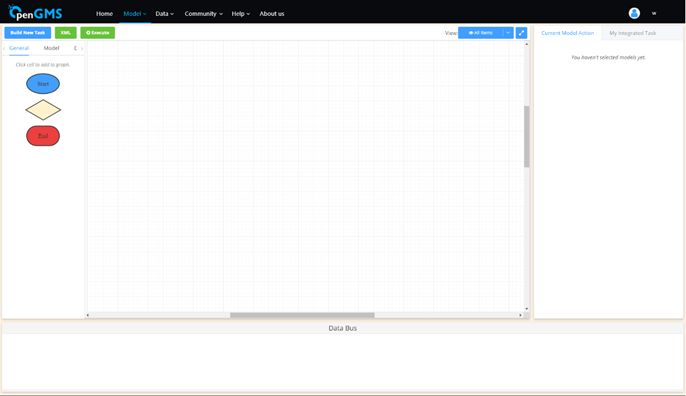 OpenGMS Home Model Data Community Help About us
Build New Task XML Execute View: All Items Current Model Action My Integrated Task
General Model
Click cell to add to graph. You haven't selected models yet.
Start
End
Data Bus